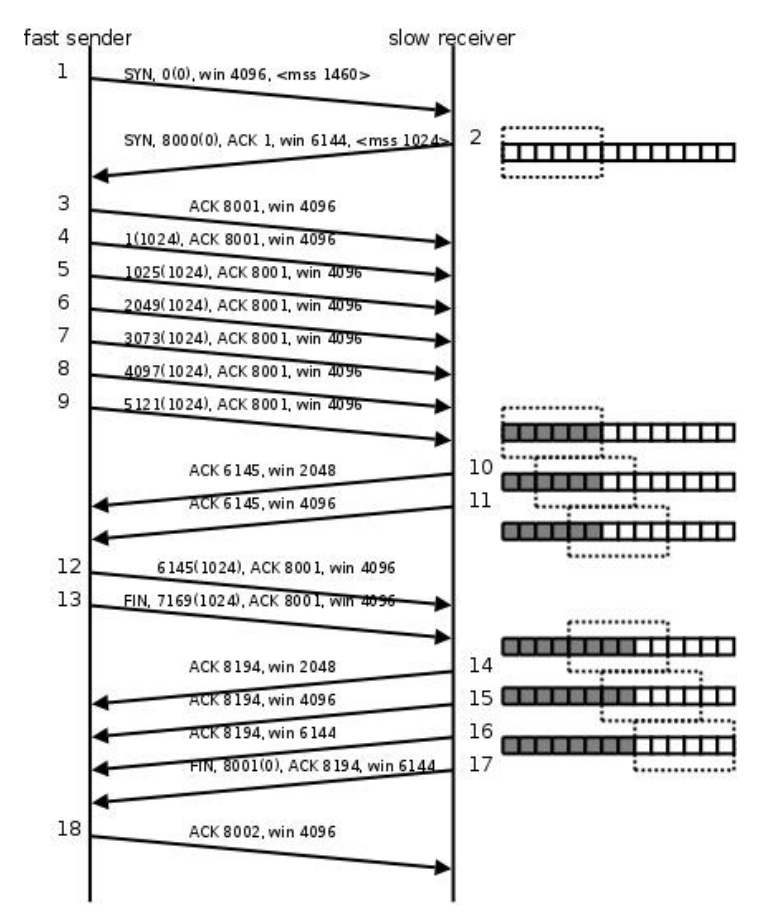 fast sender
slow receiver
1
SYN, 0(0), win 4096, <mss 1460>
SYN, 8000(0), ACK 1, win 6144, <mss 1024>
2
3
ACK 8001, win 4096
4
1(1024), ACK 8001, win 4096
5
1025(1024), ACK 8001, win 4096
6
2049(1024), ACK 8001, win 4096
7
3073(1024), ACK 8001, win 4096
8
4097(1024), ACK 8001, win 4096
9
5121(1024), ACK 8001, win 4096
ACK 6145, win 2048
10
ACK 6145, win 4096
11
12
6145(1024), ACK 8001, win 4096
13
FIN, 7169(1024), ACK 8001, win 4096
ACK 8194, win 2048
14
ACK 8194, win 4096
15
ACK 8194, win 6144
16
FIN, 8001(0), ACK 8194, win 6144
17
18
ACK 8002, win 4096